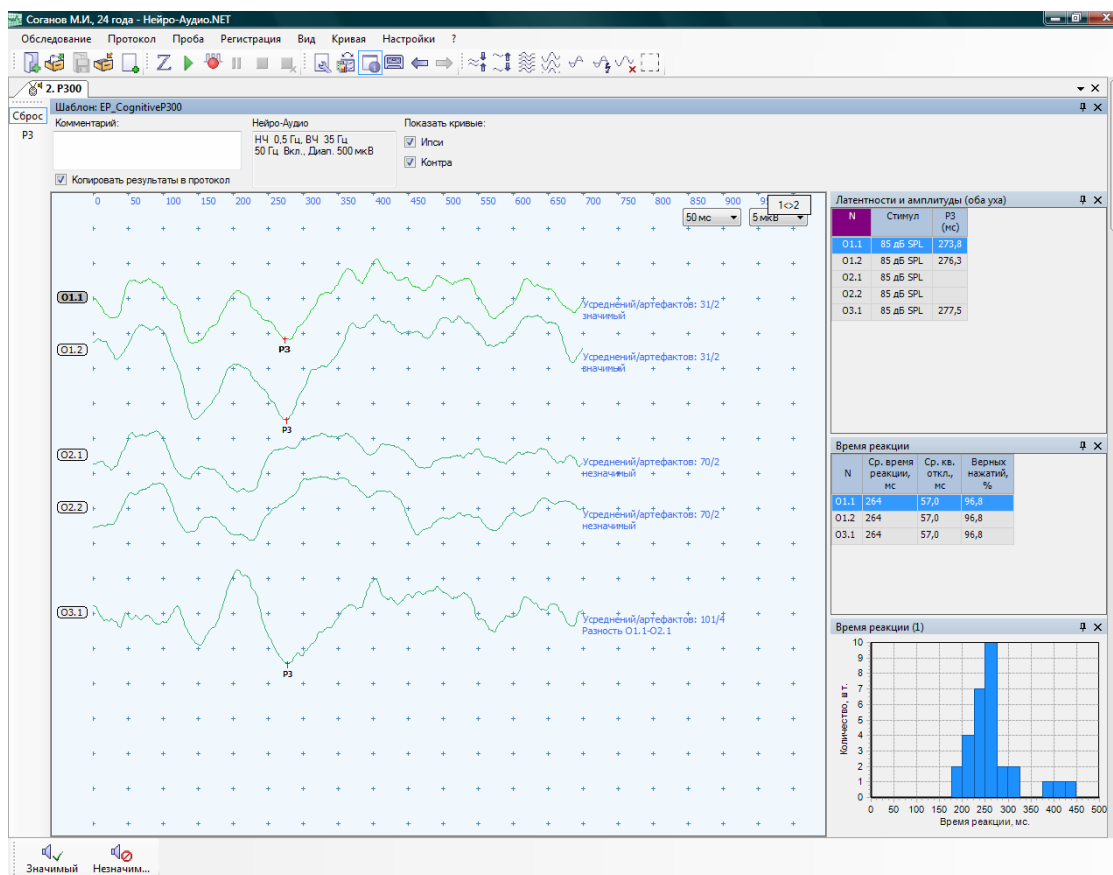 Соганов М.И., 24 года - Нейро-Аудио.NET
Обследование Протокол Проба Регистрация Вид Кривая Настройки ?
2. P300
Сброс
P3
Шаблон: EP_CognitiveP300
Комментарий:
Нейро-Аудио
НЧ 0,5 Гц, ВЧ 35 Гц
50 Гц Вкл., Диап. 500 мкВ
Показать кривые:
Ипси
Контра
Копировать результаты в протокол
0 50 100 150 200 250 300 350 400 450 500 550 600 650 700 750 800 850 900
1<>2
50 мс 5 мкВ
O1.1
Усреднений/артефактов: 31/2
значимый
P3
O1.2
Усреднений/артефактов: 31/2
значимый
P3
O2.1
Усреднений/артефактов: 70/2
незначимый
O2.2
Усреднений/артефактов: 70/2
незначимый
O3.1
Усреднений/артефактов: 101/4
Разность O1.1-O2.1
P3
Латентности и амплитуды (оба уха)
N Стимул P3 (мс)
O1.1 85 дБ SPL 273,8
O1.2 85 дБ SPL 276,3
O2.1 85 дБ SPL
O2.2 85 дБ SPL
O3.1 85 дБ SPL 277,5
Время реакции
N Ср. время реакции, мс Ср. кв. откл., мс Верных нажатий, %
O1.1 264 57,0 96,8
O1.2 264 57,0 96,8
O3.1 264 57,0 96,8
Время реакции (1)
Количество, шт.
10
9
8
7
6
5
4
3
2
1
0
0 50 100 150 200 250 300 350 400 450 500
Время реакции, мс.
Значимый Незначим...